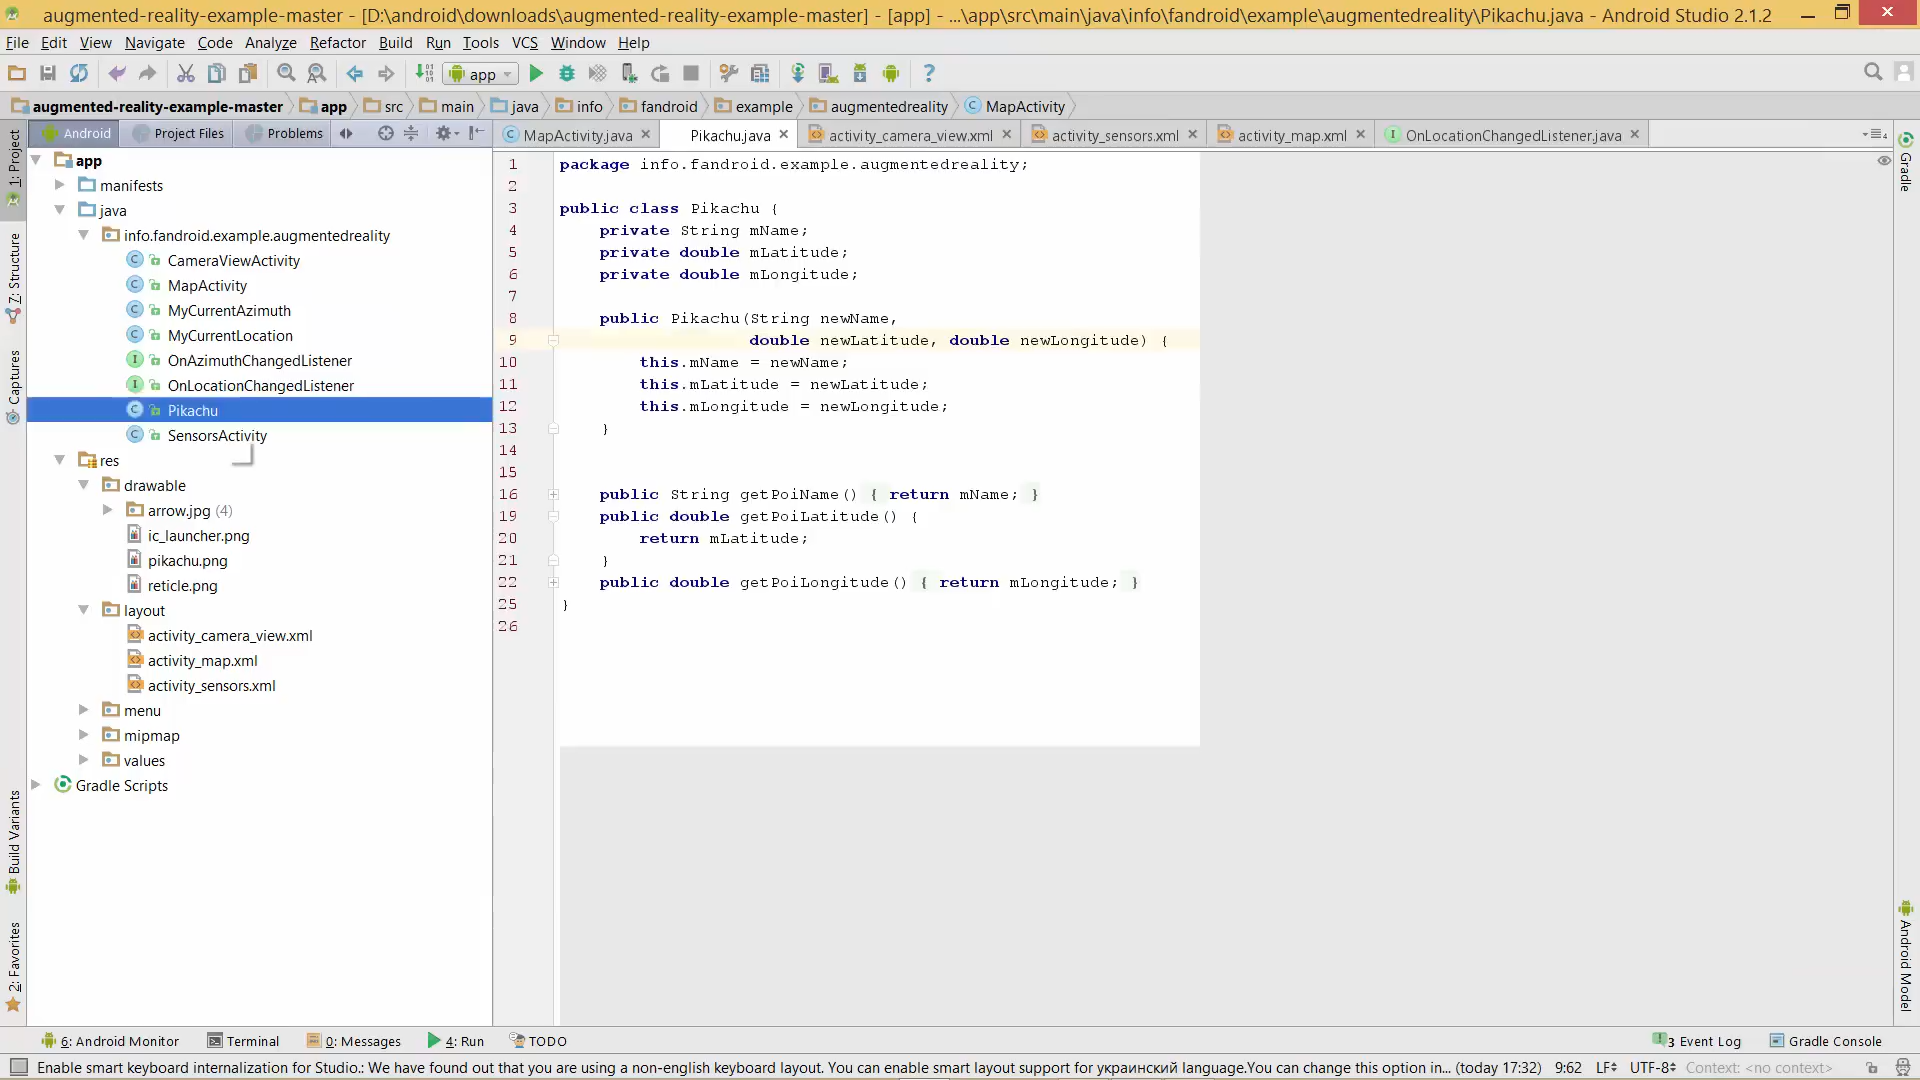 augmented-reality-example-master - [D:\android\downloads\augmented-reality-example-master] - [app] - ...\app\src\main\java\info\fandroid\example\augmentedreality\Pikachu.java - Android Studio 2.1.2
File Edit View Navigate Code Analyze Refactor Build Run Tools VCS Window Help
app
augmented-reality-example-master app src main java info fandroid example augmentedreality MapActivity
Android Project Files Problems
MapActivity.java Pikachu.java activity_camera_view.xml activity_sensors.xml activity_map.xml OnLocationChangedListener.java
1: Project
7: Structure
Captures
Build Variants
2: Favorites
app
manifests
java
info.fandroid.example.augmentedreality
CameraViewActivity
MapActivity
MyCurrentAzimuth
MyCurrentLocation
OnAzimuthChangedListener
OnLocationChangedListener
Pikachu
SensorsActivity
res
drawable
arrow.jpg (4)
ic_launcher.png
pikachu.png
reticle.png
layout
activity_camera_view.xml
activity_map.xml
activity_sensors.xml
menu
mipmap
values
Gradle Scripts
1 package info.fandroid.example.augmentedreality;
2
3 public class Pikachu {
4 private String mName;
5 private double mLatitude;
6 private double mLongitude;
7
8 public Pikachu(String newName,
9 double newLatitude, double newLongitude) {
10 this.mName = newName;
11 this.mLatitude = newLatitude;
12 this.mLongitude = newLongitude;
13 }
14
15
16 public String getPoiName() { return mName; }
19 public double getPoiLatitude() {
20 return mLatitude;
21 }
22 public double getPoiLongitude() { return mLongitude; }
25 }
26
Gradle
Android Model
6: Android Monitor Terminal 0: Messages 4: Run TODO
3 Event Log Gradle Console
Enable smart keyboard internalization for Studio.: We have found out that you are using a non-english keyboard layout. You can enable smart layout support for украинский language.You can change this option in... (today 17:32) 9:62 LF UTF-8 Context: <no context>